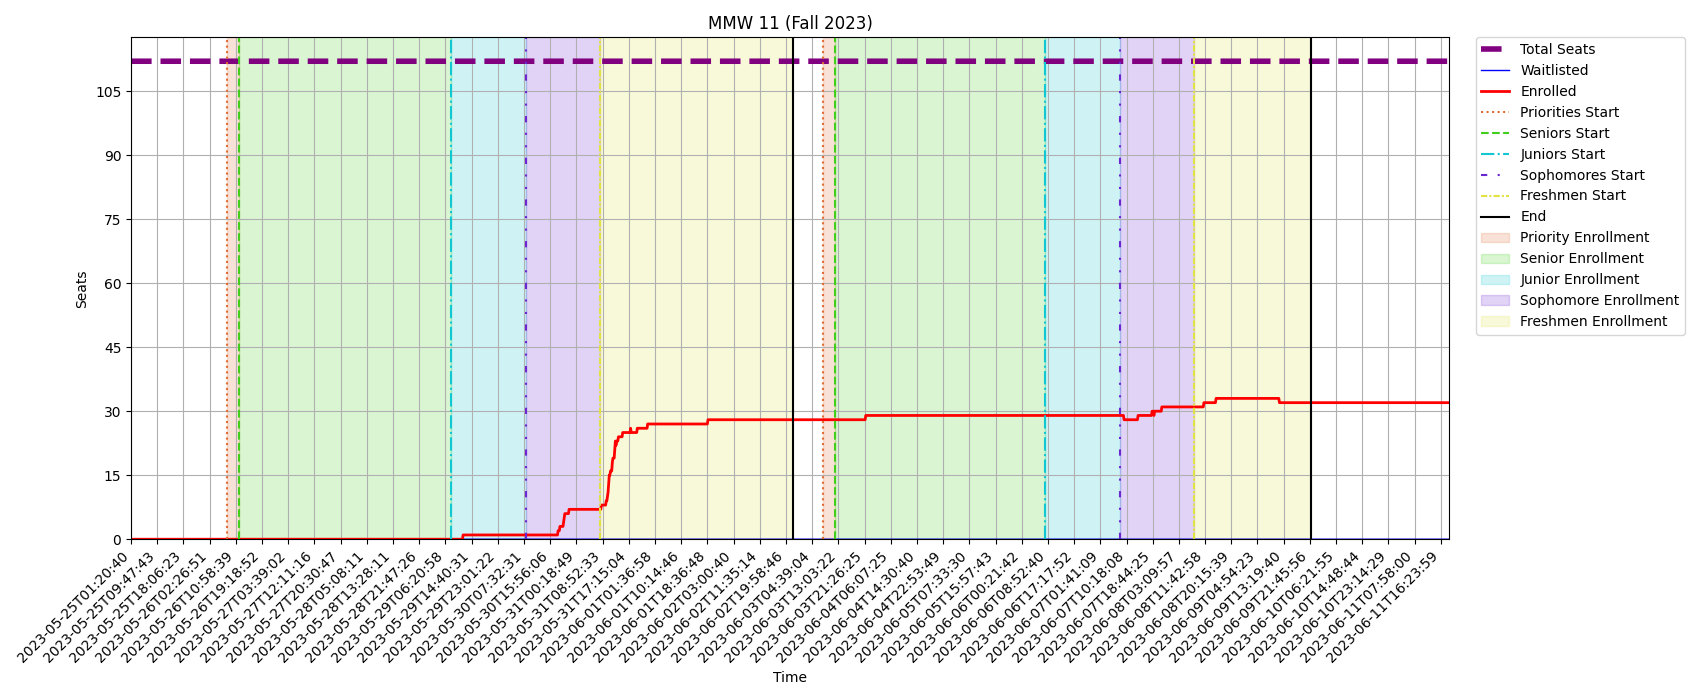 MMW 11 (Fall 2023)
Total Seats
Waitlisted
Enrolled
Priorities Start
Seniors Start
Juniors Start
Sophomores Start
Freshmen Start
End
Priority Enrollment
Senior Enrollment
Junior Enrollment
Sophomore Enrollment
Freshmen Enrollment
Seats
105
90
75
60
45
30
15
0
2023-05-25T01:20:40
2023-05-25T09:47:43
2023-05-25T18:06:23
2023-05-26T02:26:51
2023-05-26T10:58:39
2023-05-26T19:18:52
2023-05-27T03:39:02
2023-05-27T12:11:16
2023-05-27T20:30:47
2023-05-28T05:08:11
2023-05-28T13:28:11
2023-05-28T21:47:26
2023-05-29T06:20:58
2023-05-29T14:40:31
2023-05-29T23:01:22
2023-05-30T07:32:31
2023-05-30T15:56:06
2023-05-31T00:18:49
2023-05-31T08:52:33
2023-05-31T17:15:04
2023-06-01T01:36:58
2023-06-01T10:14:46
2023-06-01T18:36:48
2023-06-02T03:00:40
2023-06-02T11:35:14
2023-06-02T19:58:46
2023-06-03T04:39:04
2023-06-03T13:03:22
2023-06-03T21:26:25
2023-06-04T06:07:25
2023-06-04T14:30:40
2023-06-04T22:53:49
2023-06-05T07:33:30
2023-06-05T15:57:43
2023-06-06T00:21:42
2023-06-06T08:52:40
2023-06-06T17:17:52
2023-06-07T01:41:09
2023-06-07T10:18:08
2023-06-07T18:44:25
2023-06-08T03:09:57
2023-06-08T11:42:58
2023-06-08T20:15:39
2023-06-09T04:54:23
2023-06-09T13:19:40
2023-06-09T21:45:56
2023-06-10T06:21:55
2023-06-10T14:48:44
2023-06-10T23:14:29
2023-06-11T07:58:00
2023-06-11T16:23:59
Time